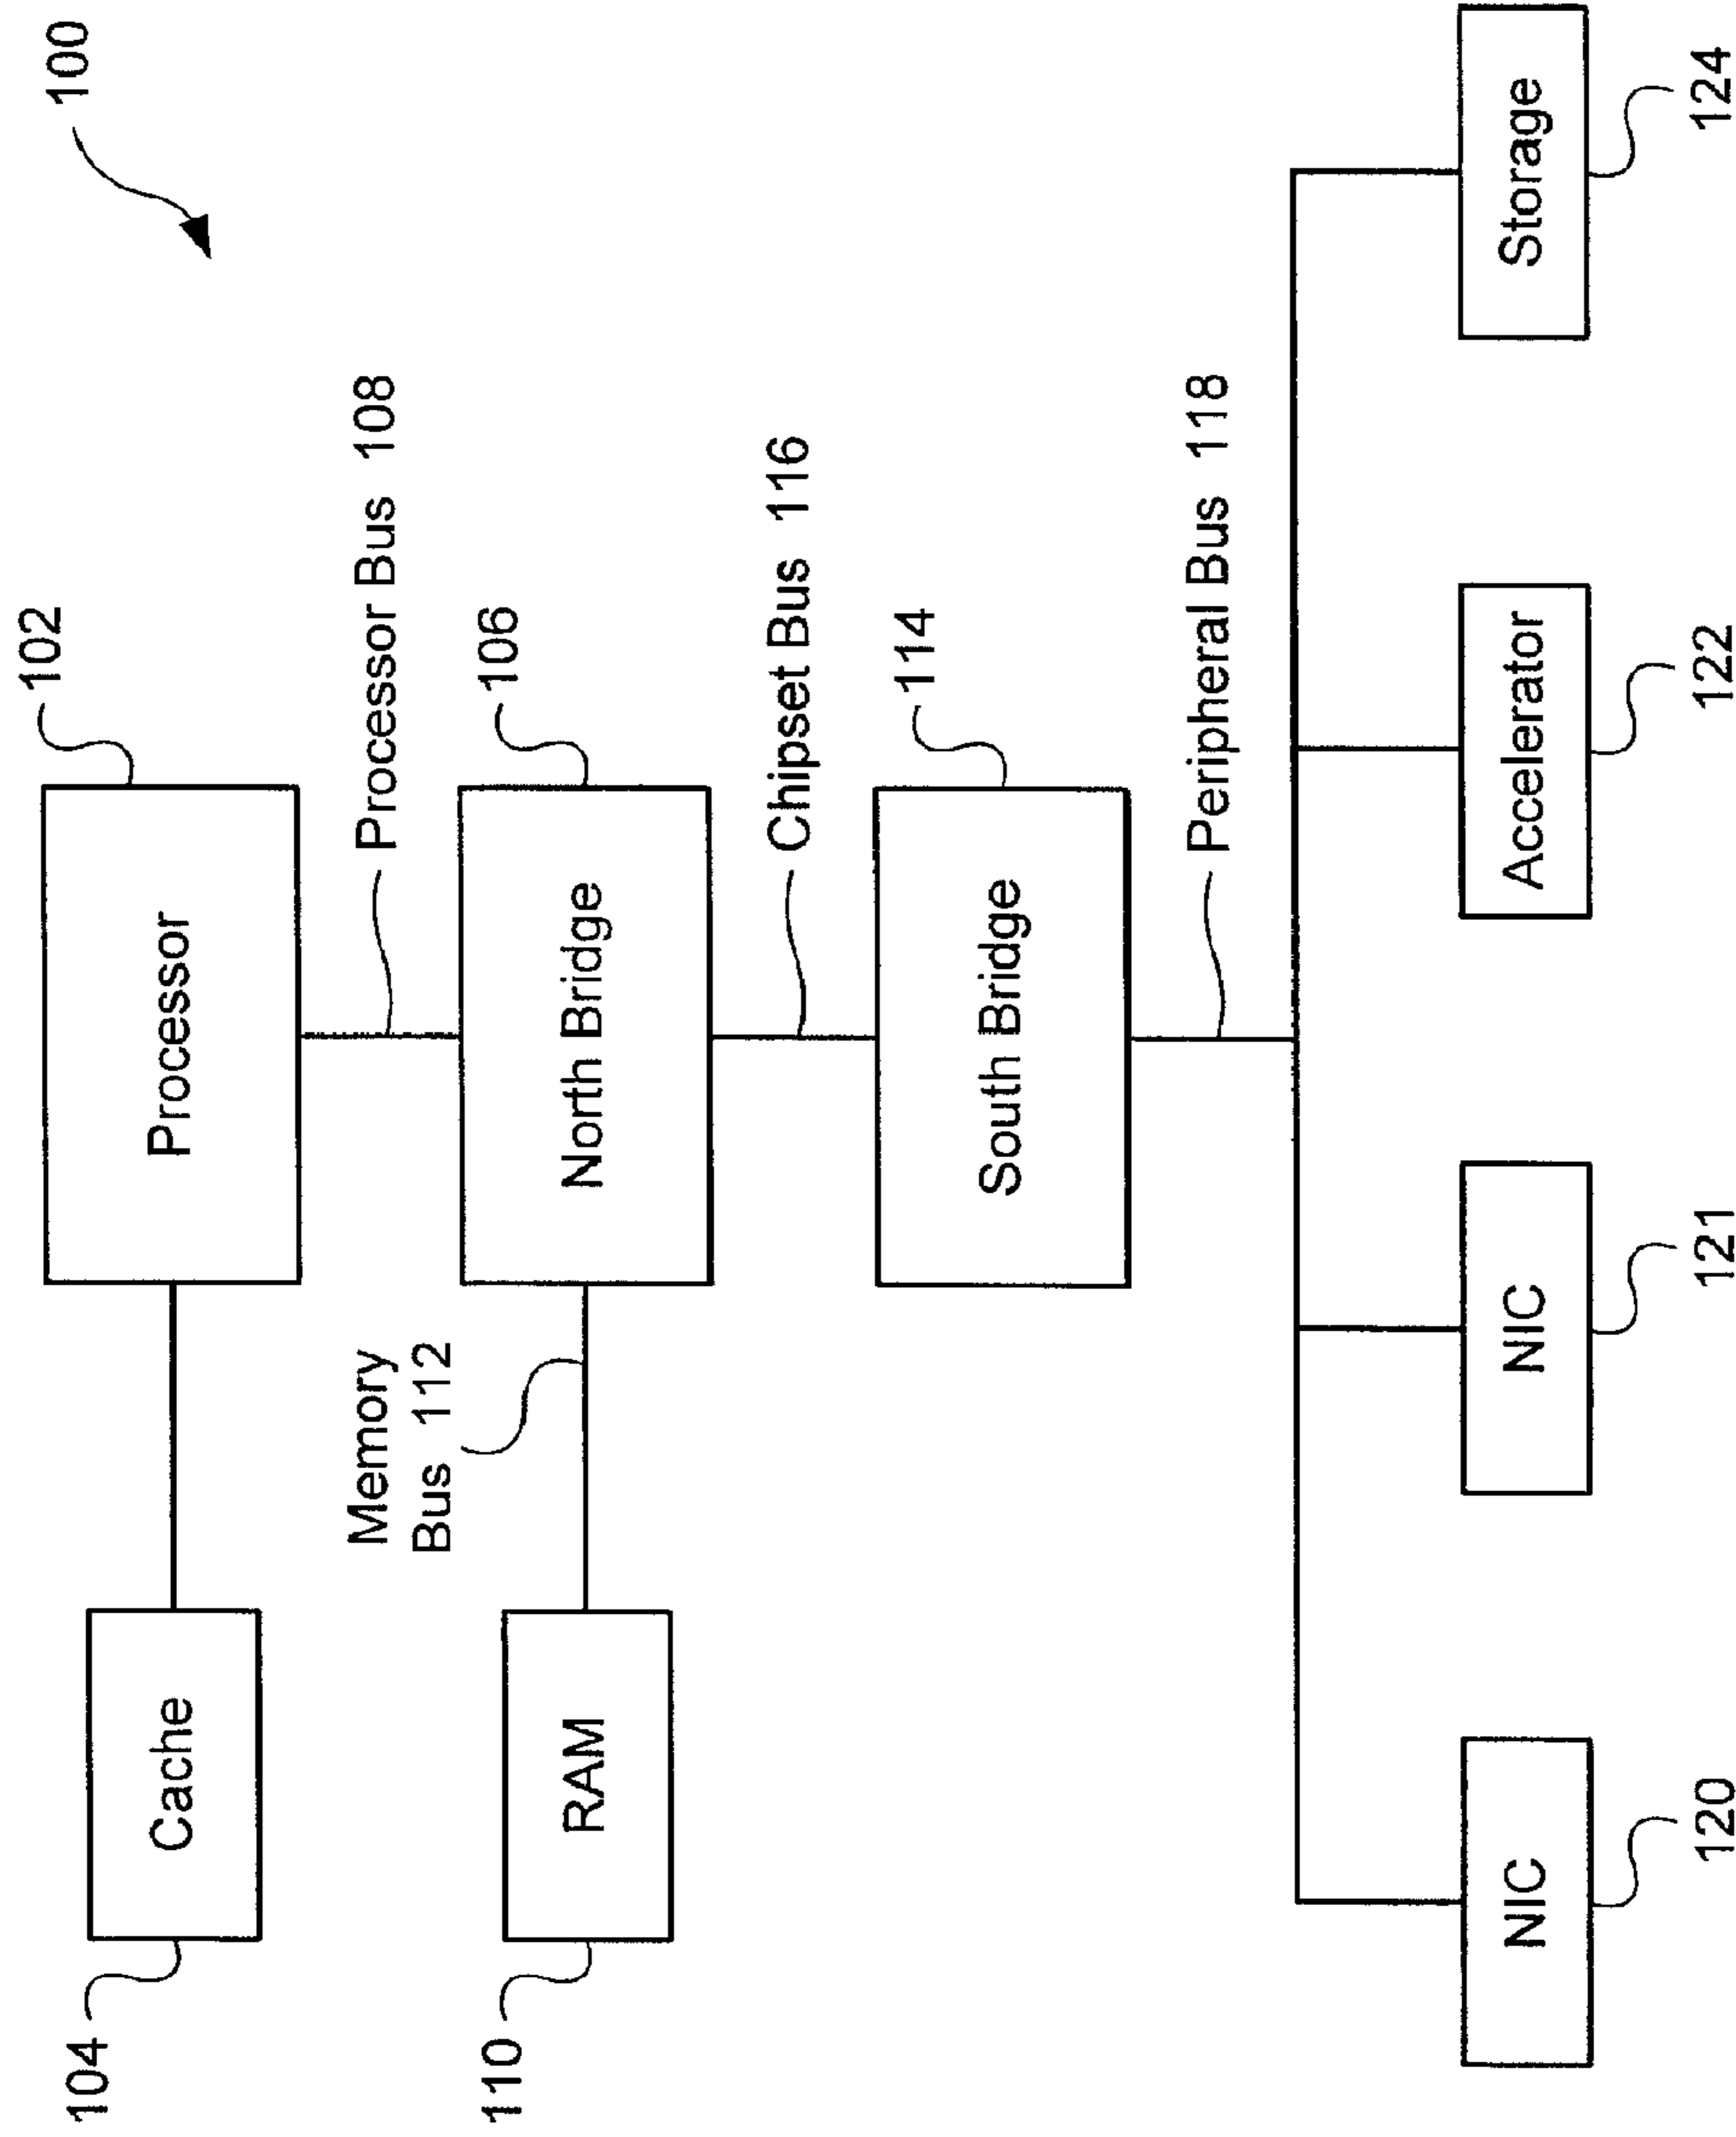 100
102
Processor
Cache
104
Processor Bus 108
Memory
Bus 112
106
North Bridge
RAM
110
Chipset Bus 116
114
South Bridge
Peripheral Bus 118
NIC
NIC
Accelerator
Storage
120
121
122
124